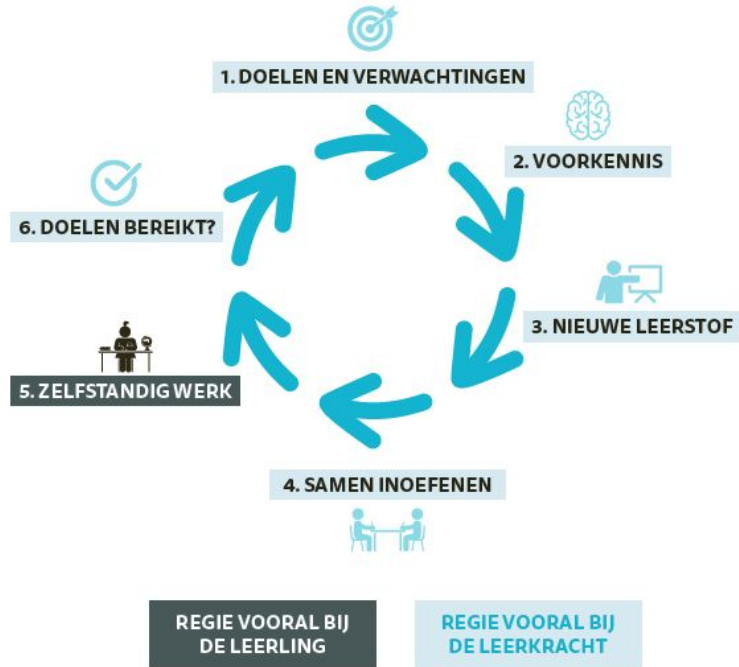 1. DOELEN EN VERWACHTINGEN
2. VOORKENNIS
3. NIEUWE LEERSTOF
4. SAMEN INOEFENEN
5. ZELFSTANDIG WERK
6. DOELEN BEREIKT?
REGIE VOORAL BIJ
DE LEERLING
REGIE VOORAL BIJ
DE LEERKRACHT